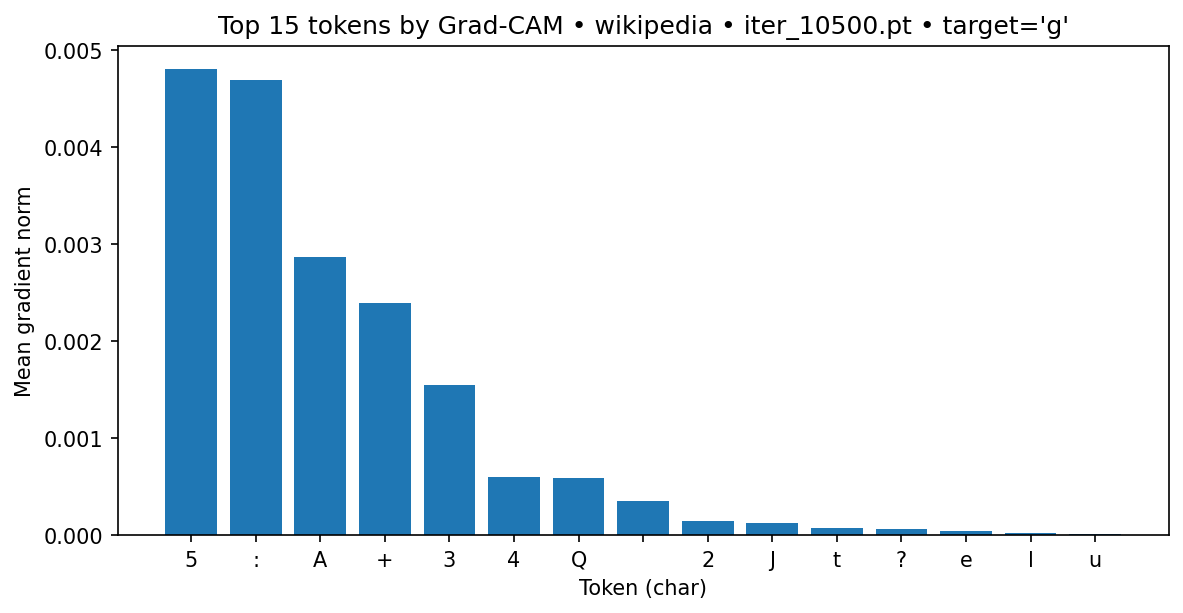 Top 15 tokens by Grad-CAM • wikipedia • iter_10500.pt • target='g'
0.005
0.004
0.003
0.002
0.001
0.000
Mean gradient norm
5 : A + 3 4 Q 2 J t ? e l u
Token (char)